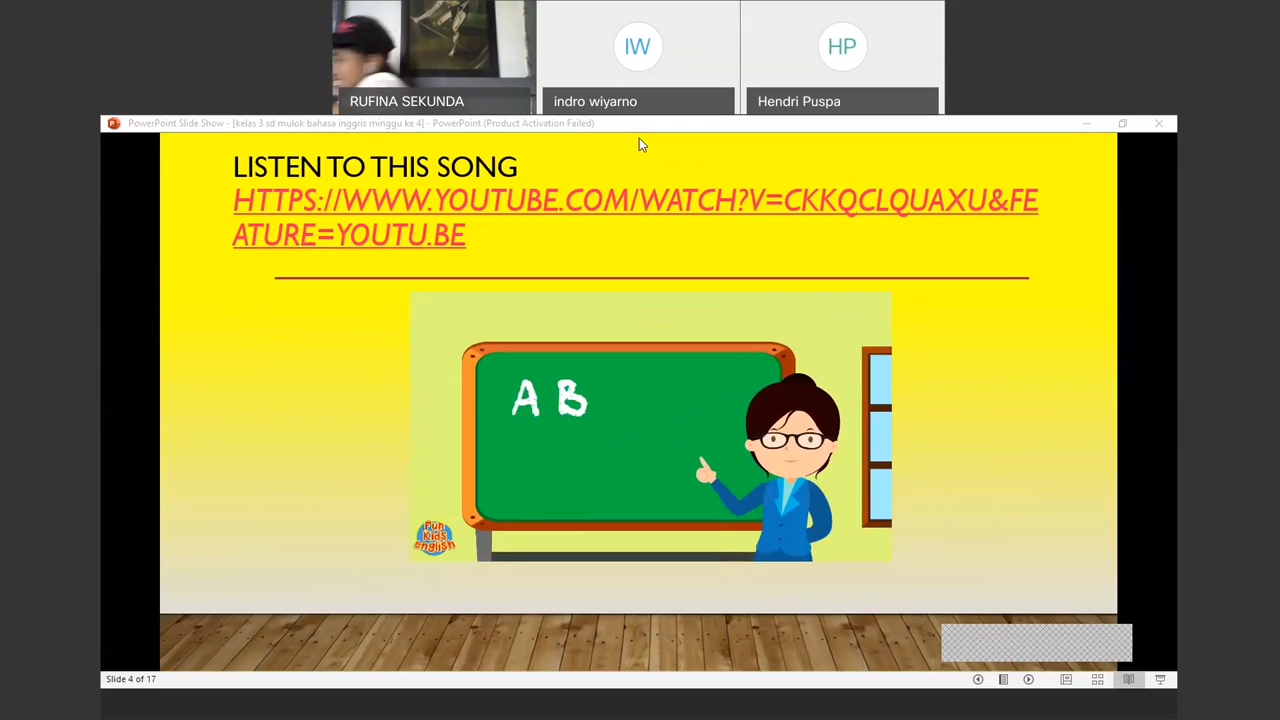 IW
HP
RUFINA SEKUNDA
indro wiyarno
Hendri Puspa
PowerPoint Slide Show - [kelas 3 sd mulok bahasa inggris minggu ke 4] - PowerPoint (Product Activation Failed)
LISTEN TO THIS SONG
HTTPS://WWW.YOUTUBE.COM/WATCH?V=CKKQCLQUAXU&FE
ATURE=YOUTU.BE
A B
Fun
Kids
English
Slide 4 of 17